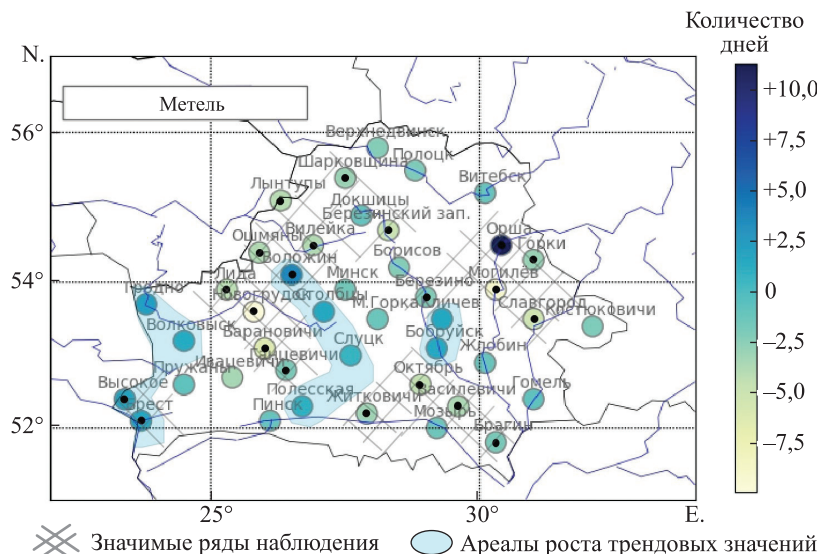 Количество
дней
N.
Метель
+10,0
+7,5
+5,0
+2,5
0
–2,5
–5,0
–7,5
56°
54°
52°
25°
30°
E.
Верхнедвинск
Полоцк
Шарковщина
Витебск
Лынтупы
Докшицы
Березинский зап.
Вилейка
Орша
Ошмяны
Борисов
Горки
Воложин
Лида
Минск
Березино
Могилёв
Гродно
Новогрудок
Столбцы
М.Горка
Кличев
Славгород
Костюковичи
Волковыск
Барановичи
Слуцк
Бобруйск
Жлобин
Пружаны
Ивацевичи
Ганцевичи
Октябрь
Высокое
Полесская
Василевичи
Гомель
Брест
Пинск
Житковичи
Мозырь
Брагин
Значимые ряды наблюдения
Ареалы роста трендовых значений